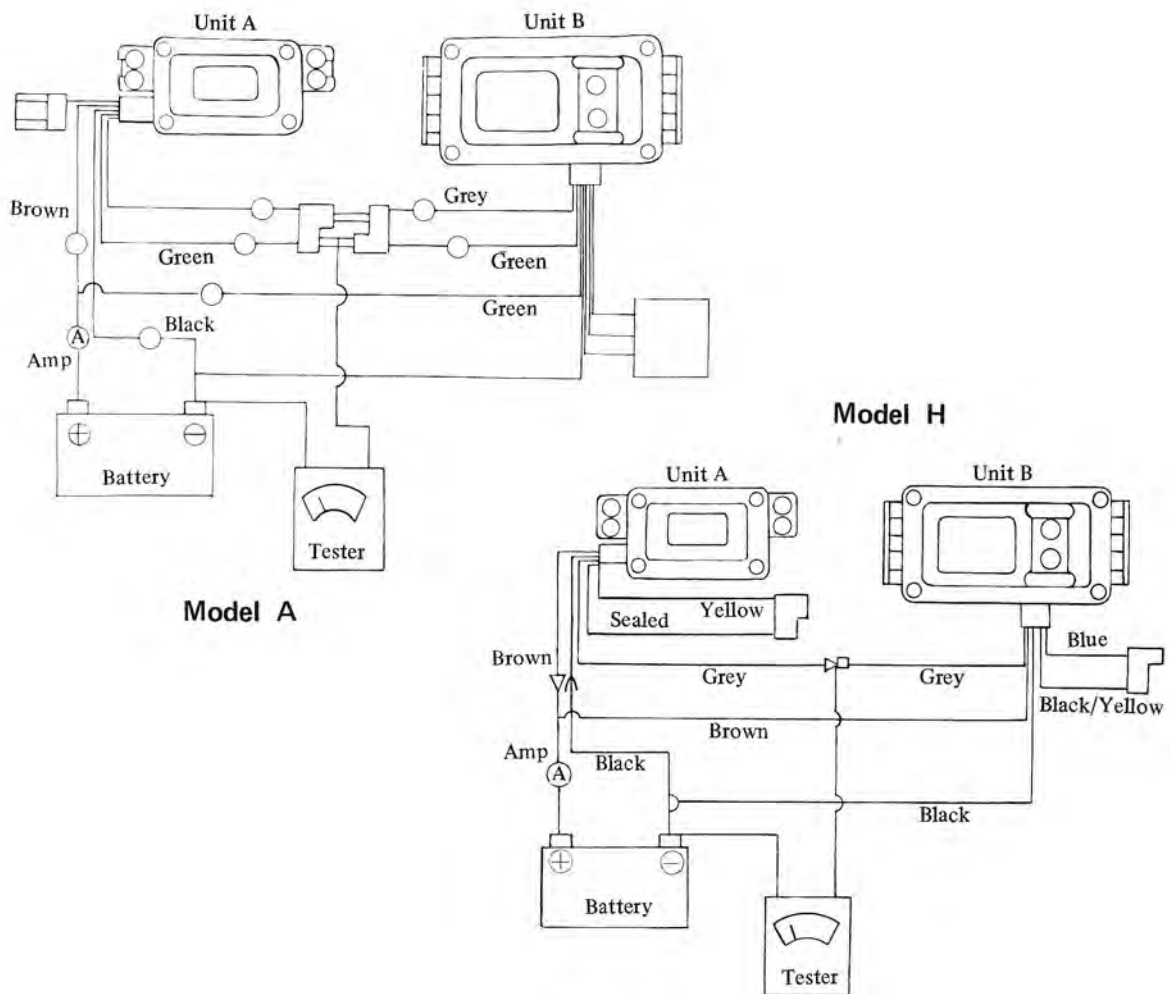 Unit A
Unit B
Brown
Grey
Green
Green
Green
Black
A
Amp
+
−
Battery
Tester
Model A
Model H
Unit A
Unit B
Yellow
Sealed
Blue
Brown
Grey
Grey
Black/Yellow
Brown
Amp
Black
A
Black
+
−
Battery
Tester